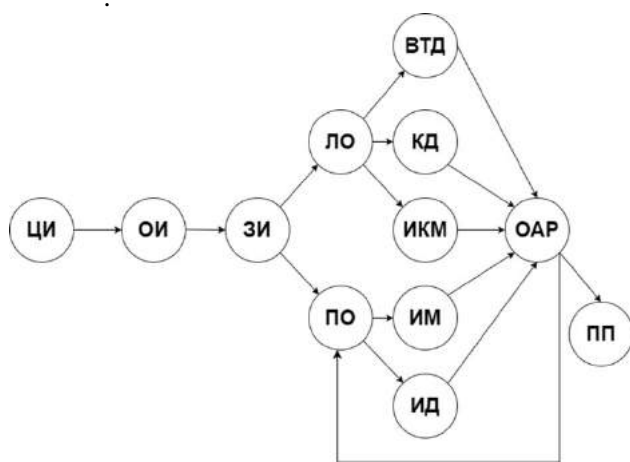 ВТД
ЛО
КД
ЦИ
ОИ
ЗИ
ИКМ
ОАР
ПО
ИМ
ПП
ИД